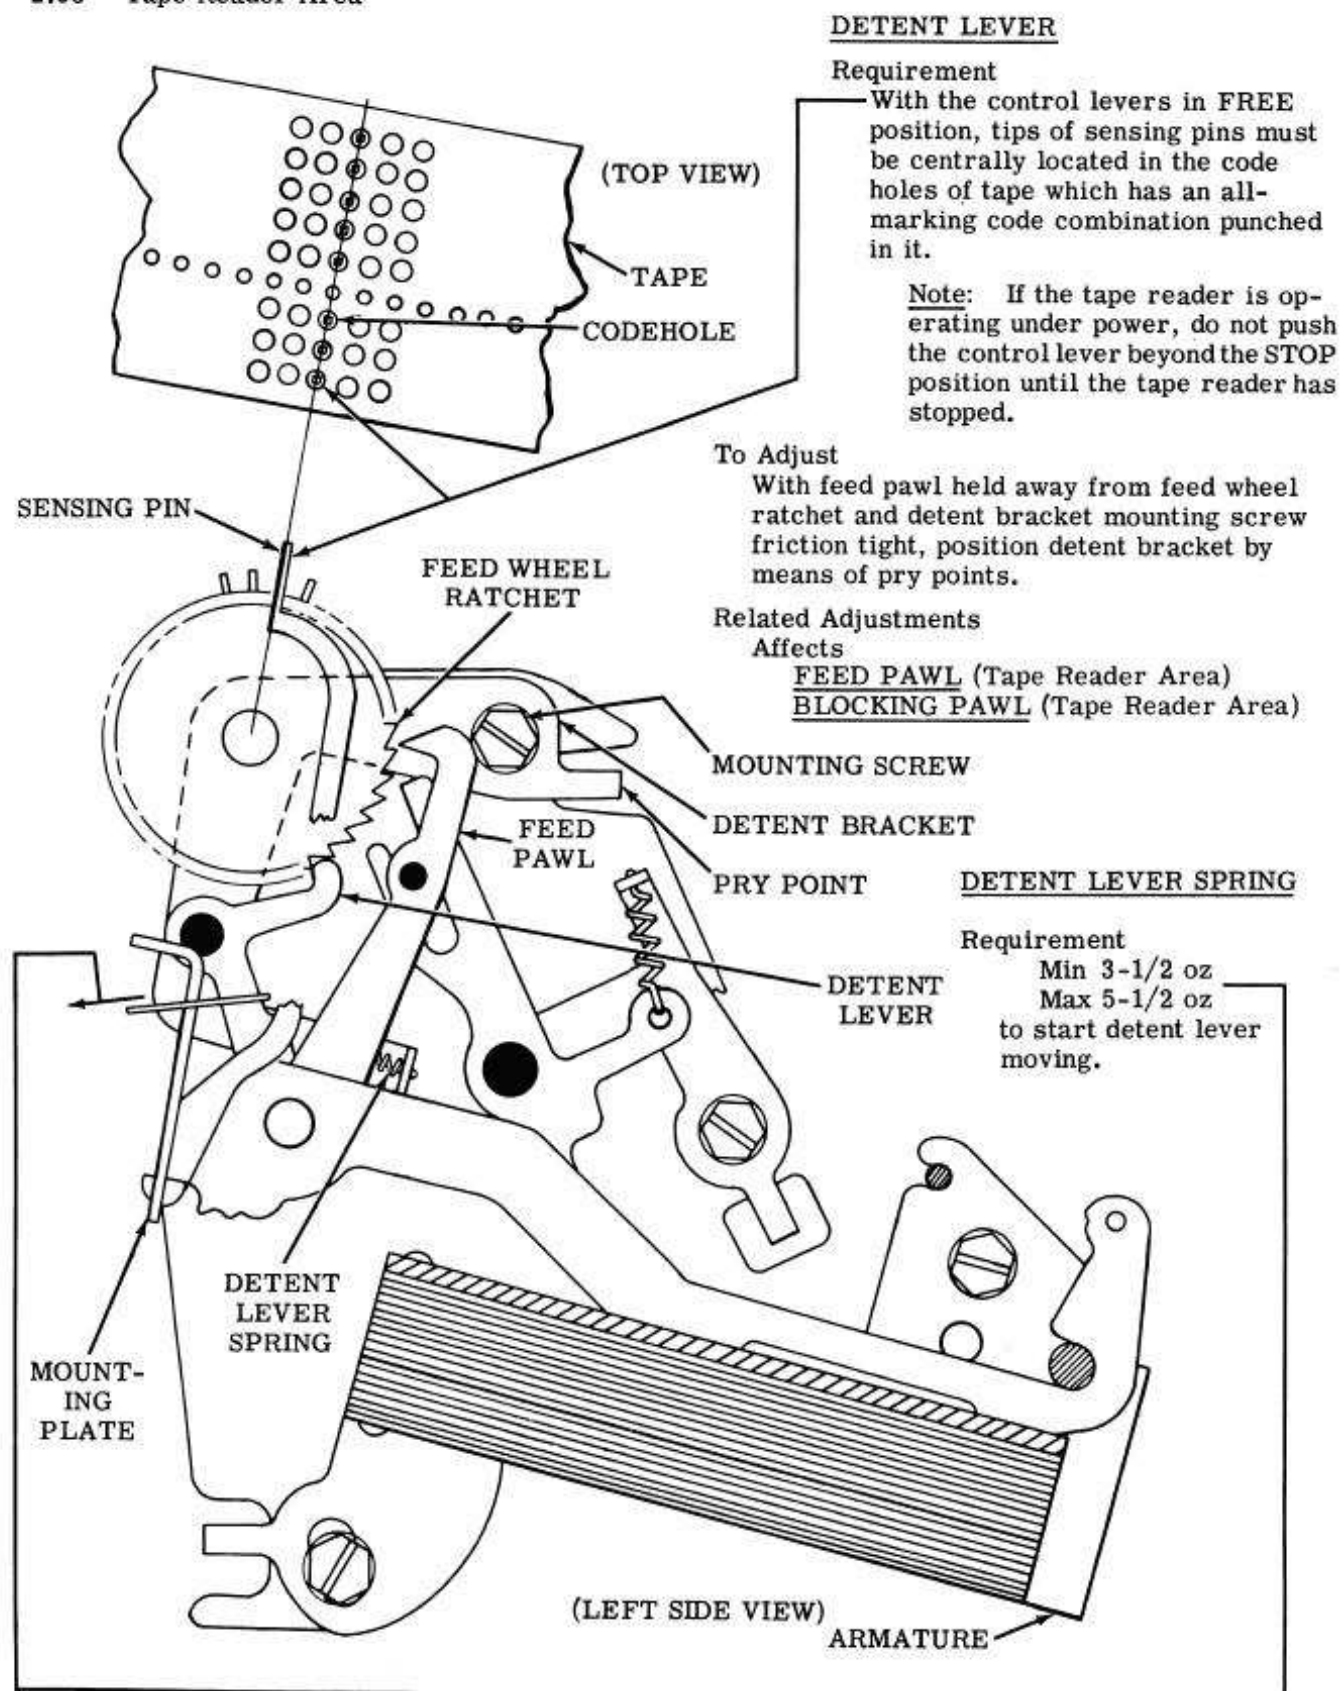 Tape Reader Area
DETENT LEVER
Requirement
With the control levers in FREE
position, tips of sensing pins must
be centrally located in the code
holes of tape which has an all-
marking code combination punched
in it.
(TOP VIEW)
TAPE
CODEHOLE
Note: If the tape reader is op-
erating under power, do not push
the control lever beyond the STOP
position until the tape reader has
stopped.
To Adjust
With feed pawl held away from feed wheel
ratchet and detent bracket mounting screw
friction tight, position detent bracket by
means of pry points.
Related Adjustments
Affects
FEED PAWL (Tape Reader Area)
BLOCKING PAWL (Tape Reader Area)
SENSING PIN
FEED WHEEL
RATCHET
MOUNTING SCREW
DETENT BRACKET
PRY POINT
FEED
PAWL
DETENT LEVER SPRING
Requirement
Min 3-1/2 oz
Max 5-1/2 oz
to start detent lever
moving.
DETENT
LEVER
DETENT
LEVER
SPRING
MOUNT-
ING
PLATE
(LEFT SIDE VIEW)
ARMATURE